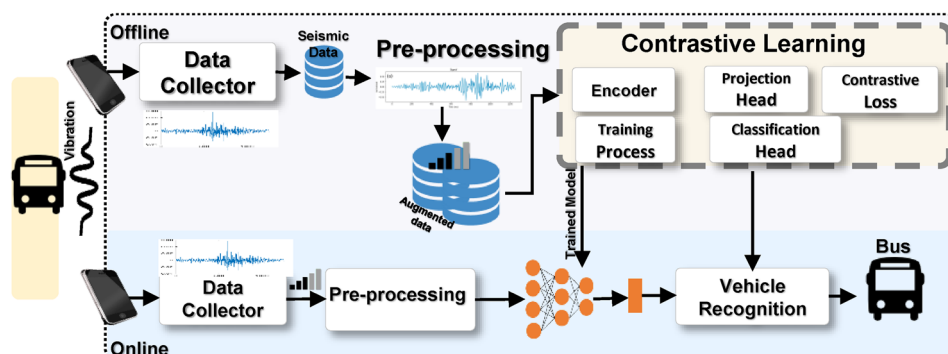 Offline
Data
Collector
Seismic
Data
Pre-processing
Contrastive Learning
Encoder
Projection
Head
Contrastive
Loss
Training
Process
Classification
Head
Vibration
Augmented
data
Trained Model
Data
Collector
Pre-processing
Vehicle
Recognition
Bus
Online